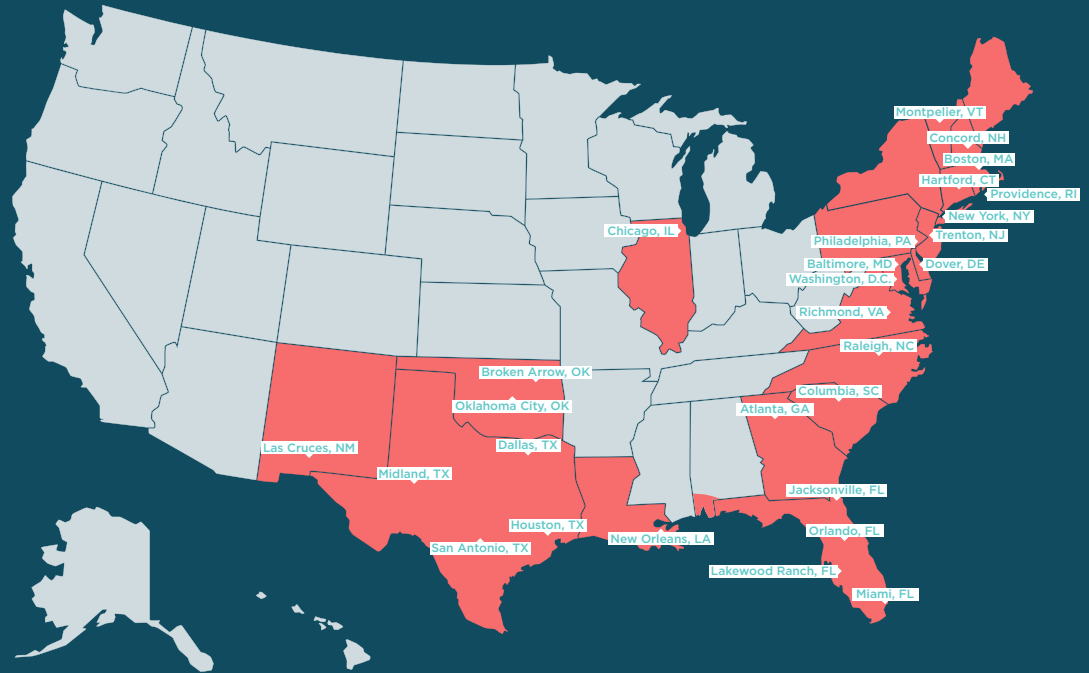 Montpelier, VT
Concord, NH
Boston, MA
Hartford, CT
Providence, RI
New York, NY
Chicago, IL
Trenton, NJ
Philadelphia, PA
Baltimore, MD
Dover, DE
Washington, D.C.
Richmond, VA
Raleigh, NC
Broken Arrow, OK
Columbia, SC
Oklahoma City, OK
Atlanta, GA
Dallas, TX
Las Cruces, NM
Midland, TX
Jacksonville, FL
Houston, TX
Orlando, FL
New Orleans, LA
San Antonio, TX
Lakewood Ranch, FL
Miami, FL